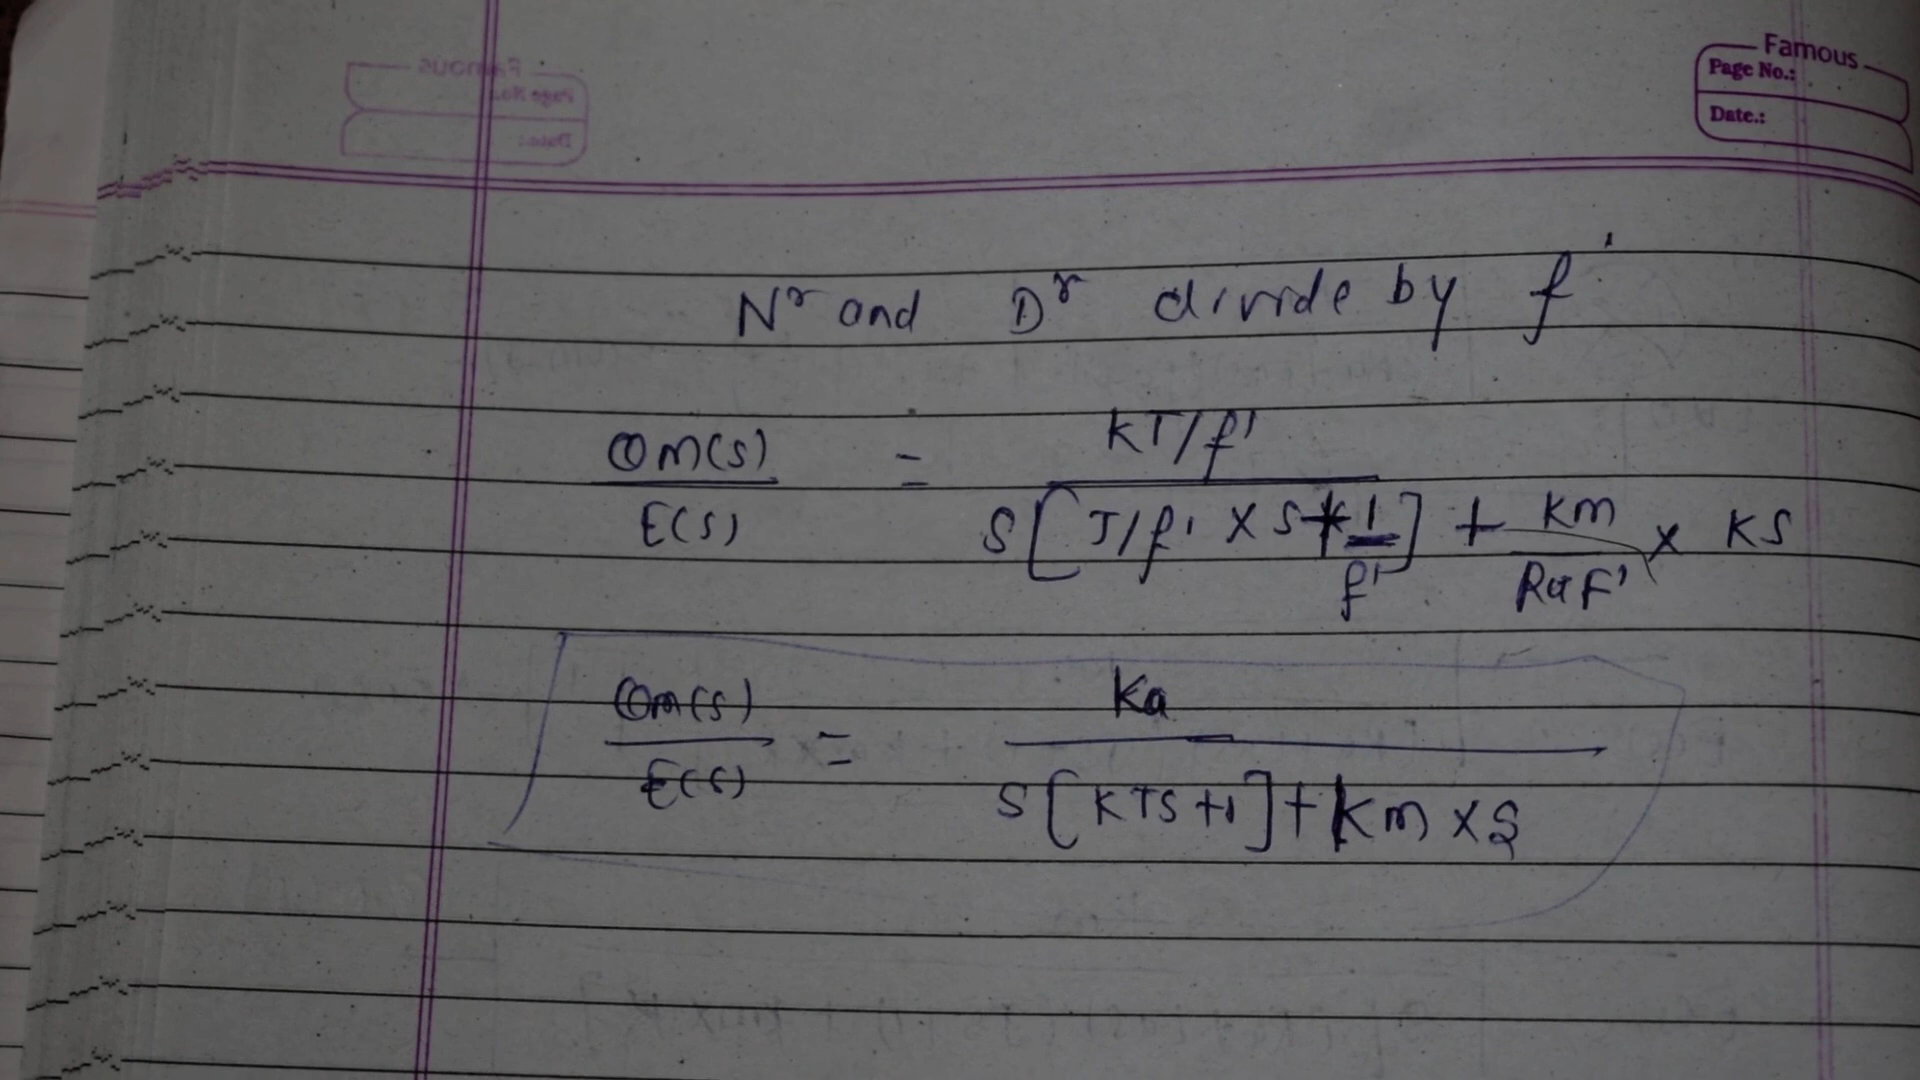 Famous
Page No.:
Date.:
Nr and Dr divide by f'
θm(s) / E(s) = KT/f' / S[J/f' × S+1/f'] + Km/Raf' × KS
θm(s) / E(s) = Ka / S[KTS+1]+Km×S